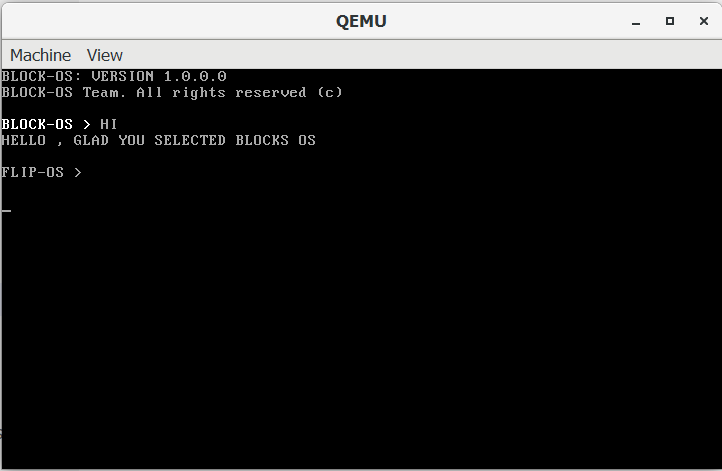 QEMU
Machine View
BLOCK-OS: VERSION 1.0.0.0
BLOCK-OS Team. All rights reserved (c)
BLOCK-OS > HI
HELLO , GLAD YOU SELECTED BLOCKS OS
FLIP-OS >